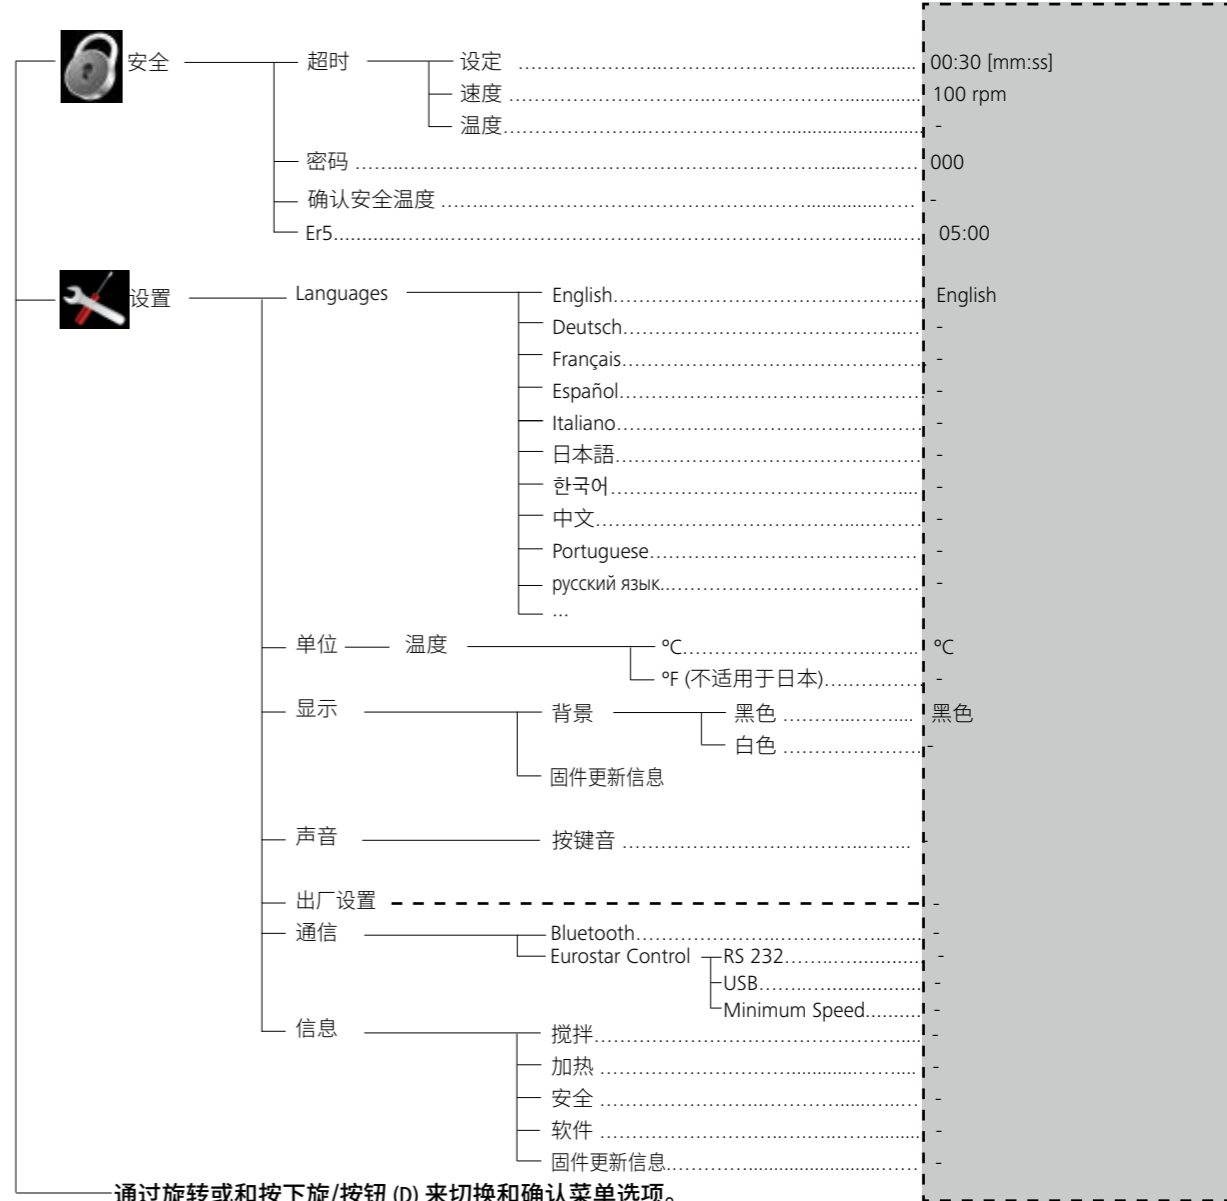 安全 超时 设定 00:30 [mm:ss]
速度 100 rpm
温度 -
密码 000
确认安全温度 -
Er5 05:00
设置 Languages English English
Deutsch -
Français -
Español -
Italiano -
日本語 -
한국어 -
中文 -
Portuguese -
русский язык -
...
单位 温度 ºC ºC
ºF (不适用于日本) -
显示 背景 黑色 黑色
白色 -
固件更新信息
声音 按键音 -
出厂设置 -
通信 Bluetooth -
Eurostar Control RS 232 -
USB -
Minimum Speed -
信息 搅拌 -
加热 -
安全 -
软件 -
固件更新信息 -
通过旋转或和按下旋/按钮 (D) 来切换和确认菜单选项。